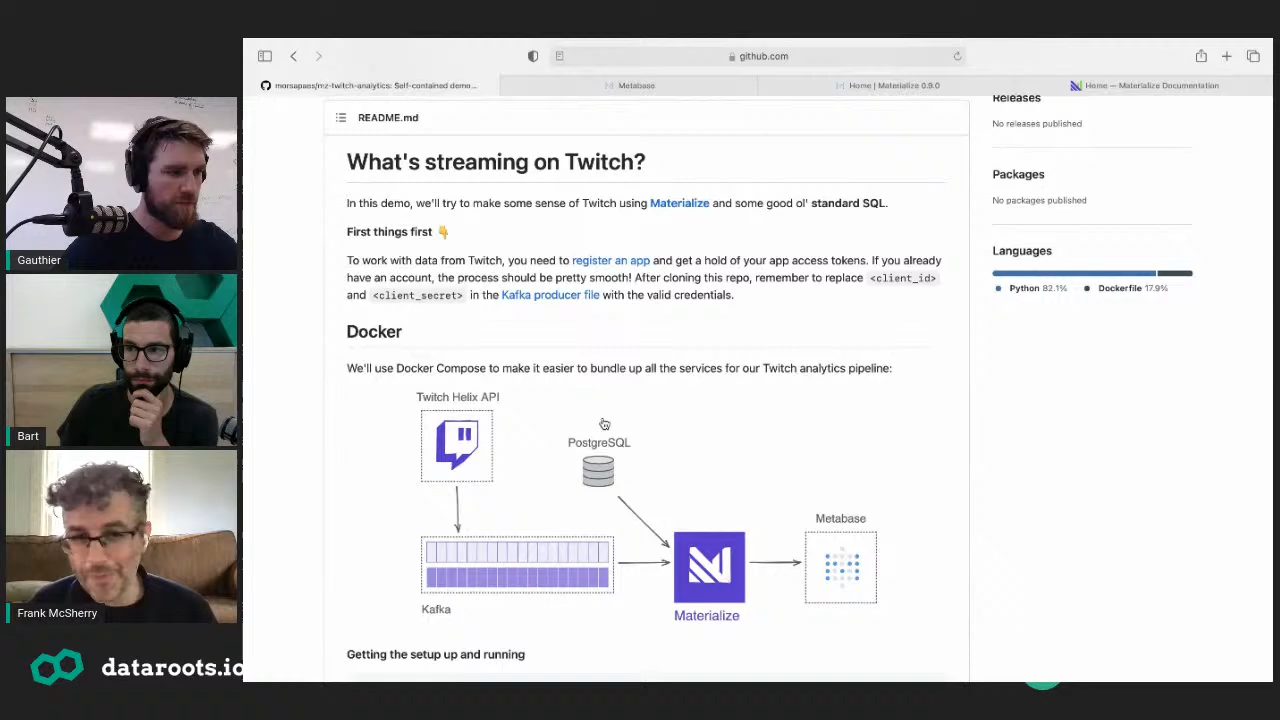 github.com
morsapaes/mz-twitch-analytics: Self-contained demo...
Metabase
Home | Materialize 0.9.0
Home — Materialize Documentation
README.md
What's streaming on Twitch?
In this demo, we'll try to make some sense of Twitch using Materialize and some good ol' standard SQL.
First things first 👇
To work with data from Twitch, you need to register an app and get a hold of your app access tokens. If you already
have an account, the process should be pretty smooth! After cloning this repo, remember to replace <client_id>
and <client_secret> in the Kafka producer file with the valid credentials.
Docker
We'll use Docker Compose to make it easier to bundle up all the services for our Twitch analytics pipeline:
Twitch Helix API
PostgreSQL
Metabase
Kafka
Materialize
Getting the setup up and running
Releases
No releases published
Packages
No packages published
Languages
Python 82.1%
Dockerfile 17.9%
Gauthier
Bart
Frank McSherry
dataroots.io